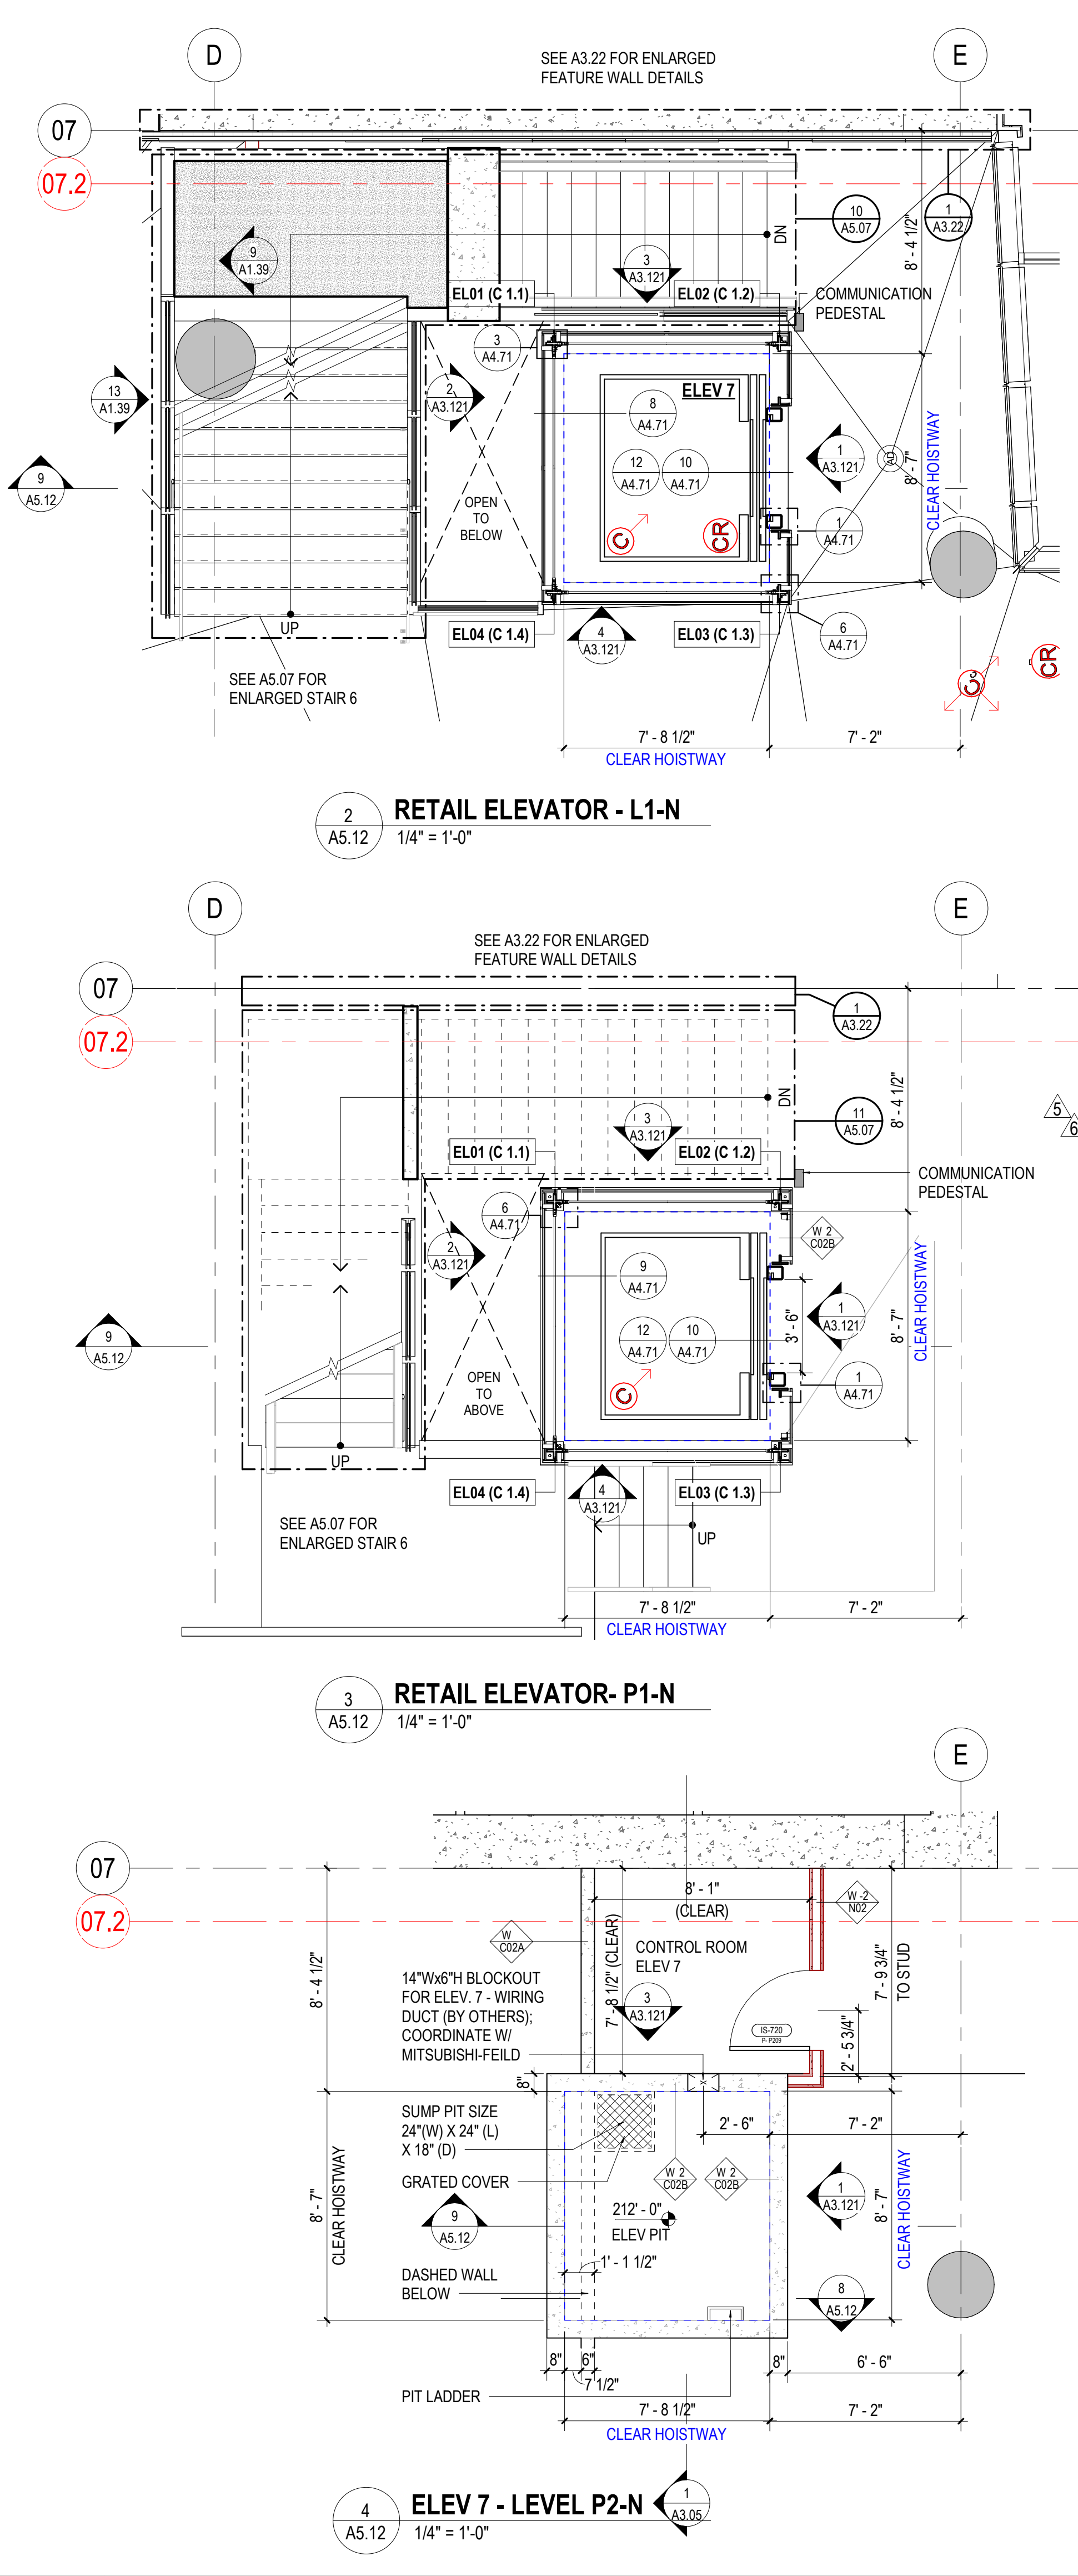 D
E
SEE A3.22 FOR ENLARGED
FEATURE WALL DETAILS
07
07.2
10
A5.07
1
A3.22
8' - 4 1/2"
DN
9
A1.39
3
A3.121
EL01 (C 1.1)
EL02 (C 1.2)
COMMUNICATION
PEDESTAL
3
A4.71
ELEV 7
13
A1.39
2
A3.121
8
A4.71
12
A4.71
10
A4.71
1
A3.121
AD
8' - 7"
CLEAR HOISTWAY
9
A5.12
X
OPEN
TO
BELOW
C
CR
1
A4.71
UP
EL04 (C 1.4)
4
A3.121
EL03 (C 1.3)
6
A4.71
SEE A5.07 FOR
ENLARGED STAIR 6
C
CR
7' - 8 1/2"
7' - 2"
CLEAR HOISTWAY
2
A5.12
RETAIL ELEVATOR - L1-N
1/4" = 1'-0"
D
E
SEE A3.22 FOR ENLARGED
FEATURE WALL DETAILS
07
07.2
1
A3.22
8' - 4 1/2"
DN
11
A5.07
5
6
3
A3.121
EL01 (C 1.1)
EL02 (C 1.2)
COMMUNICATION
PEDESTAL
6
A4.71
W 2
C02B
2
A3.121
9
A4.71
12
A4.71
10
A4.71
3' - 6"
1
A3.121
8' - 7"
CLEAR HOISTWAY
9
A5.12
X
OPEN
TO
ABOVE
C
1
A4.71
UP
EL04 (C 1.4)
4
A3.121
EL03 (C 1.3)
SEE A5.07 FOR
ENLARGED STAIR 6
UP
7' - 8 1/2"
7' - 2"
CLEAR HOISTWAY
3
A5.12
RETAIL ELEVATOR- P1-N
1/4" = 1'-0"
E
07
07.2
8' - 1"
(CLEAR)
W -2
N02
W
C02A
7' - 8 1/2" (CLEAR)
CONTROL ROOM
ELEV 7
7' - 9 3/4"
TO STUD
8' - 4 1/2"
14"Wx6"H BLOCKOUT
FOR ELEV. 7 - WIRING
DUCT (BY OTHERS);
COORDINATE W/
MITSUBISHI-FEILD
3
A3.121
IS-720
P- P209
2' - 5 3/4"
8"
X
SUMP PIT SIZE
24"(W) X 24" (L)
X 18" (D)
2' - 6"
7' - 2"
GRATED COVER
W 2
C02B
W 2
C02B
1
A3.121
8' - 7"
CLEAR HOISTWAY
8' - 7"
CLEAR HOISTWAY
9
A5.12
212' - 0"
ELEV PIT
1' - 1 1/2"
DASHED WALL
BELOW
8
A5.12
8"
6"
7 1/2"
8"
6' - 6"
PIT LADDER
7' - 8 1/2"
7' - 2"
CLEAR HOISTWAY
4
A5.12
ELEV 7 - LEVEL P2-N
1/4" = 1'-0"
1
A3.05